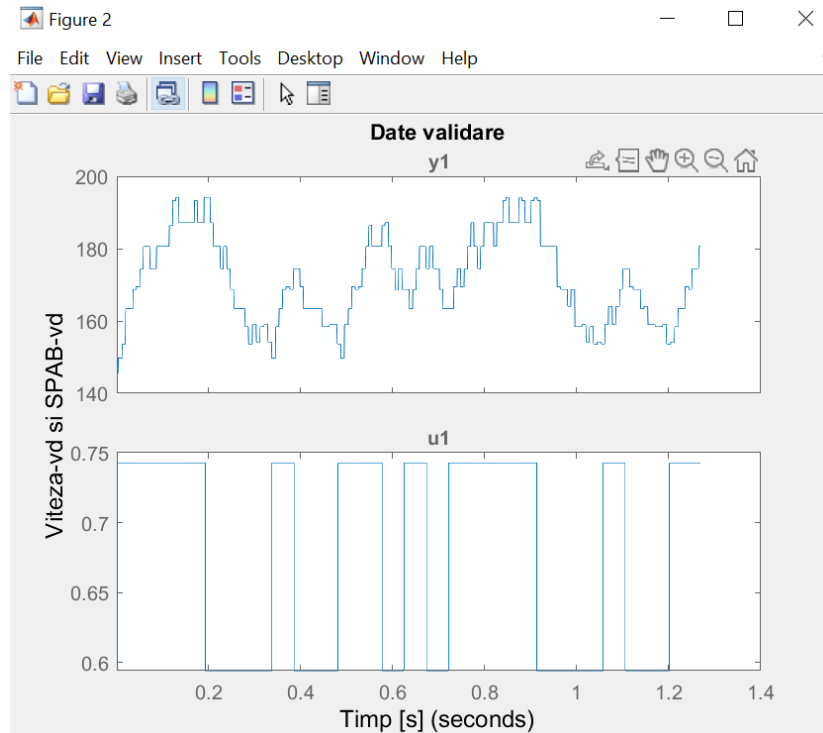 Figure 2
File Edit View Insert Tools Desktop Window Help
Date validare
y1
200
180
160
140
Viteza-vd si SPAB-vd
u1
0.75
0.7
0.65
0.6
0.2 0.4 0.6 0.8 1 1.2 1.4
Timp [s] (seconds)